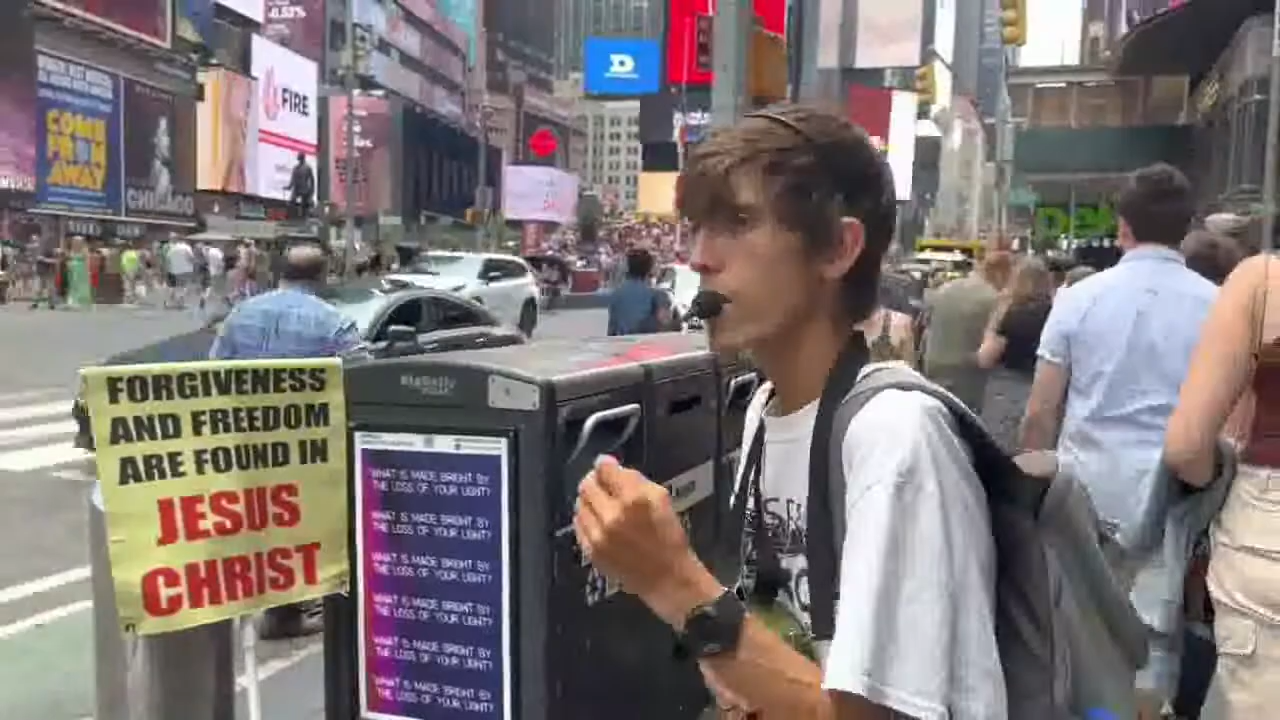 COME
FROM
AWAY
CHICAGO
FIRE
FORGIVENESS
AND FREEDOM
ARE FOUND IN
JESUS
CHRIST
WHAT IS MADE BRIGHT BY
THE LOSS OF YOUR LIGHT?
WHAT IS MADE BRIGHT BY
THE LOSS OF YOUR LIGHT?
WHAT IS MADE BRIGHT BY
THE LOSS OF YOUR LIGHT?
WHAT IS MADE BRIGHT BY
THE LOSS OF YOUR LIGHT?
WHAT IS MADE BRIGHT BY
THE LOSS OF YOUR LIGHT?
WHAT IS MADE BRIGHT BY
THE LOSS OF YOUR LIGHT?